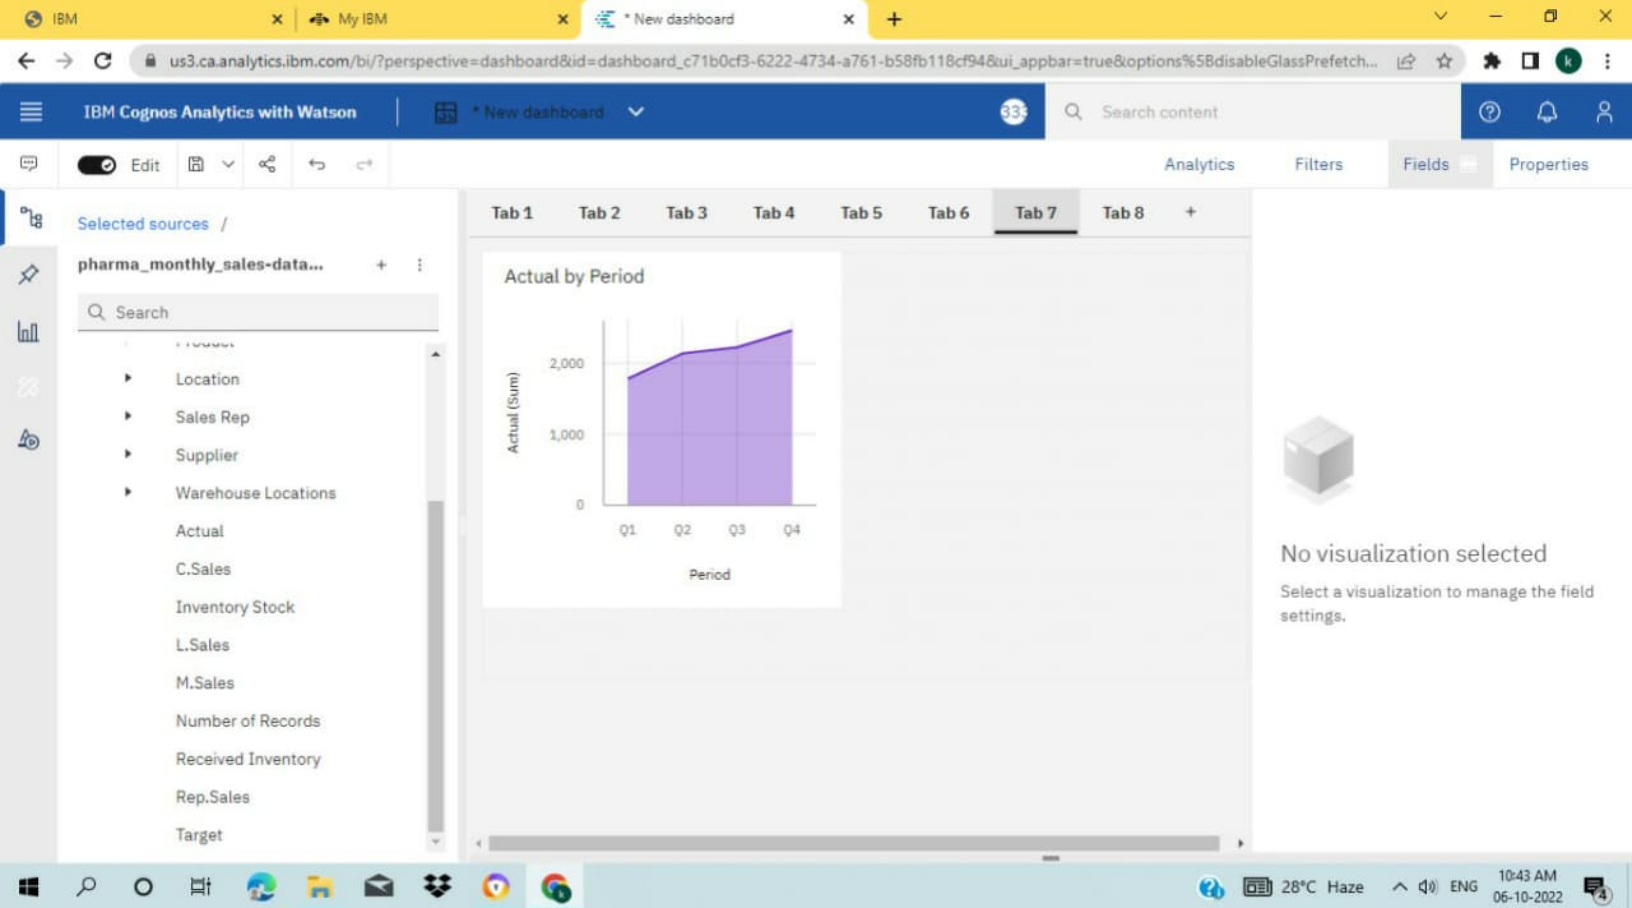 IBM
My IBM
* New dashboard
us3.ca.analytics.ibm.com/bi/?perspective=dashboard&id=dashboard_c71b0cf3-6222-4734-a761-b58fb118cf94&ui_appbar=true&options%5BdisableGlassPrefetch...
k
IBM Cognos Analytics with Watson
* New dashboard
Search content
Edit
Analytics
Filters
Fields
Properties
Selected sources /
pharma_monthly_sales-data...
Search
Location
Sales Rep
Supplier
Warehouse Locations
Actual
C.Sales
Inventory Stock
L.Sales
M.Sales
Number of Records
Received Inventory
Rep.Sales
Target
Tab 1
Tab 2
Tab 3
Tab 4
Tab 5
Tab 6
Tab 7
Tab 8
Actual by Period
Actual (Sum)
2,000
1,000
0
Q1 Q2 Q3 Q4
Period
No visualization selected
Select a visualization to manage the field
settings.
28°C Haze
ENG
10:43 AM
06-10-2022
4